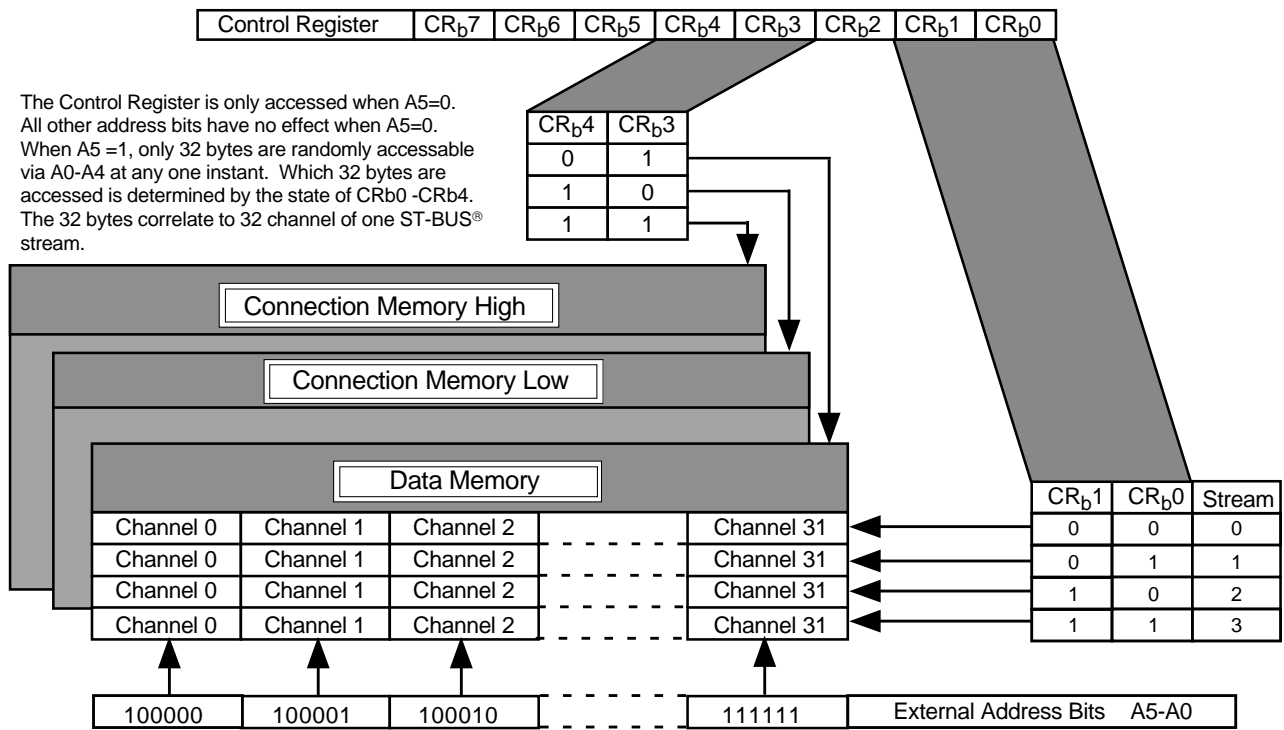 Control Register CRb7 CRb6 CRb5 CRb4 CRb3 CRb2 CRb1 CRb0
The Control Register is only accessed when A5=0.
All other address bits have no effect when A5=0.
When A5 =1, only 32 bytes are randomly accessable
via A0-A4 at any one instant. Which 32 bytes are
accessed is determined by the state of CRb0 -CRb4.
The 32 bytes correlate to 32 channel of one ST-BUS®
stream.
CRb4 CRb3
0 1
1 0
1 1
Connection Memory High
Connection Memory Low
Data Memory
Channel 0 Channel 1 Channel 2 Channel 31
Channel 0 Channel 1 Channel 2 Channel 31
Channel 0 Channel 1 Channel 2 Channel 31
Channel 0 Channel 1 Channel 2 Channel 31
CRb1 CRb0 Stream
0 0 0
0 1 1
1 0 2
1 1 3
100000 100001 100010 111111 External Address Bits A5-A0